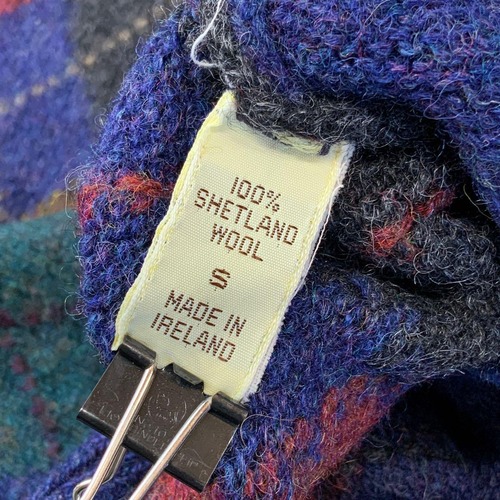 100%
SHETLAND
WOOL
S
MADE IN
IRELAND